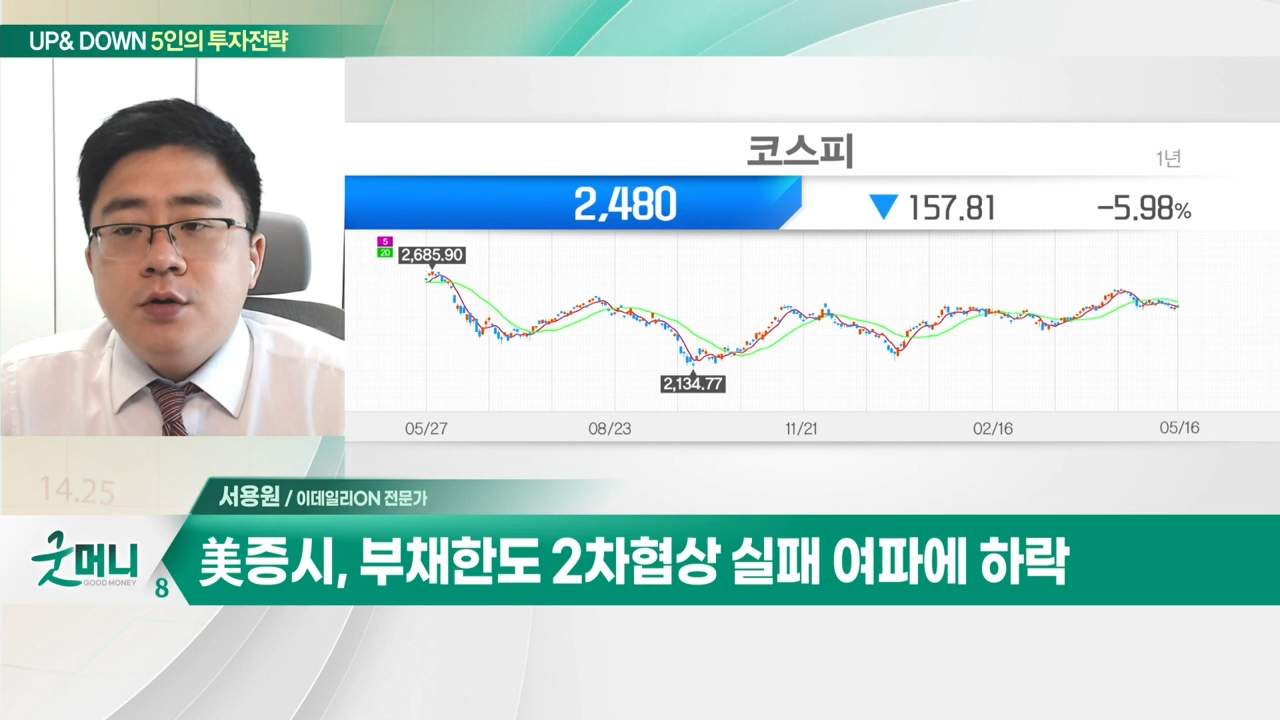 UP& DOWN 5인의 투자전략
코스피
1년
2,480
▼ 157.81
-5.98%
5
20
2,685.90
2,134.77
05/27
08/23
11/21
02/16
05/16
14.25
서용원 / 이데일리ON 전문가
굿머니
GOOD MONEY
8
美증시, 부채한도 2차협상 실패 여파에 하락